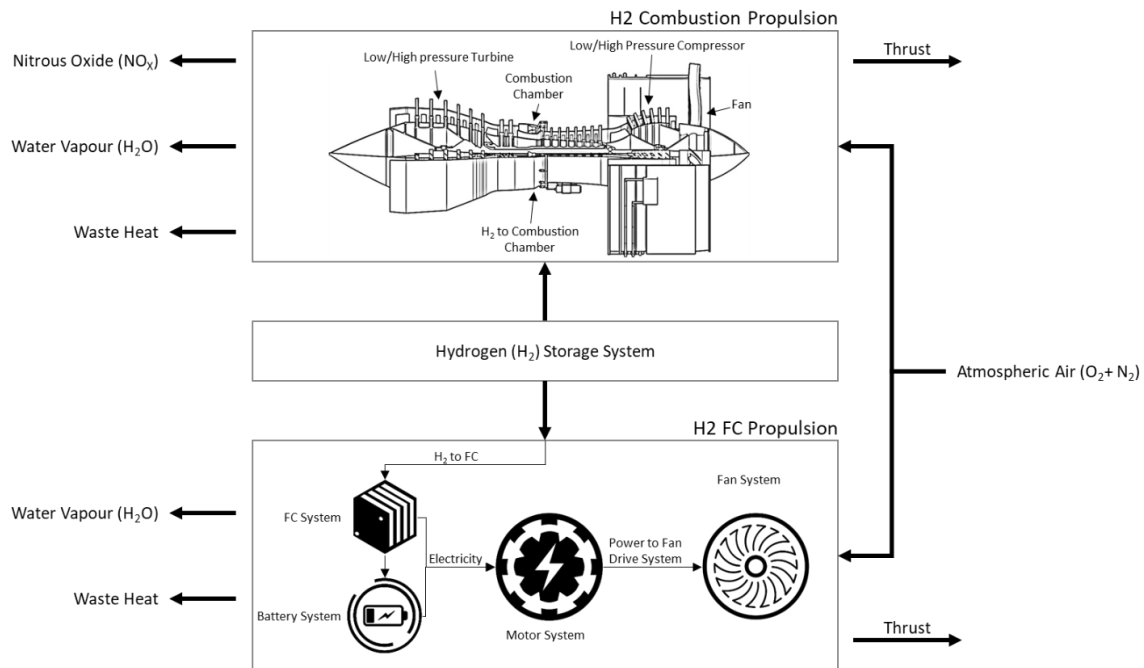 H2 Combustion Propulsion
Nitrous Oxide (NOₓ)
Water Vapour (H₂O)
Waste Heat
Low/High pressure Turbine
Combustion
Chamber
Low/High Pressure Compressor
Fan
H₂ to Combustion
Chamber
Thrust
Hydrogen (H₂) Storage System
Atmospheric Air (O₂+ N₂)
H2 FC Propulsion
Water Vapour (H₂O)
Waste Heat
H₂ to FC
FC System
Battery System
Electricity
Motor System
Power to Fan
Drive System
Fan System
Thrust